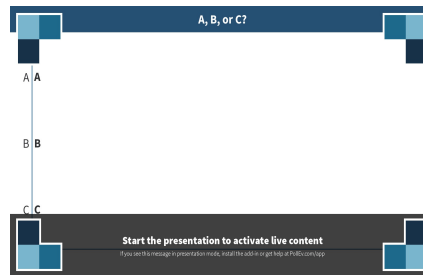 A, B, or C?
A A
B B
C C
Start the presentation to activate live content
If you see this message in presentation mode, install the add-in or get help at PollEv.com/app